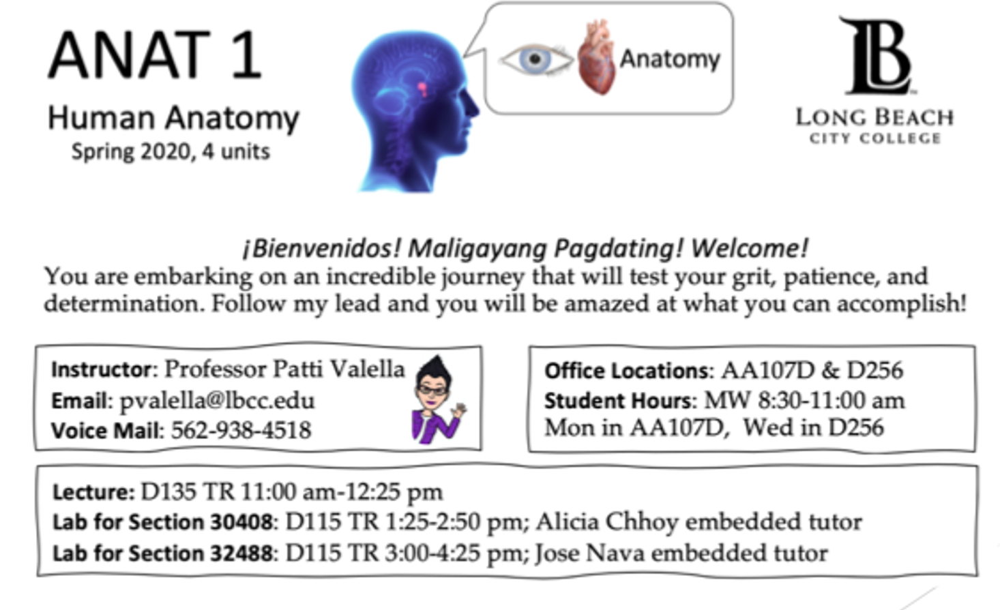 ANAT 1
Human Anatomy
Spring 2020, 4 units
Anatomy
LB
LONG BEACH
CITY COLLEGE
¡Bienvenidos! Maligayang Pagdating! Welcome!
You are embarking on an incredible journey that will test your grit, patience, and
determination. Follow my lead and you will be amazed at what you can accomplish!
Instructor: Professor Patti Valella
Email: pvalella@lbcc.edu
Voice Mail: 562-938-4518
Office Locations: AA107D & D256
Student Hours: MW 8:30-11:00 am
Mon in AA107D, Wed in D256
Lecture: D135 TR 11:00 am-12:25 pm
Lab for Section 30408: D115 TR 1:25-2:50 pm; Alicia Chhoy embedded tutor
Lab for Section 32488: D115 TR 3:00-4:25 pm; Jose Nava embedded tutor